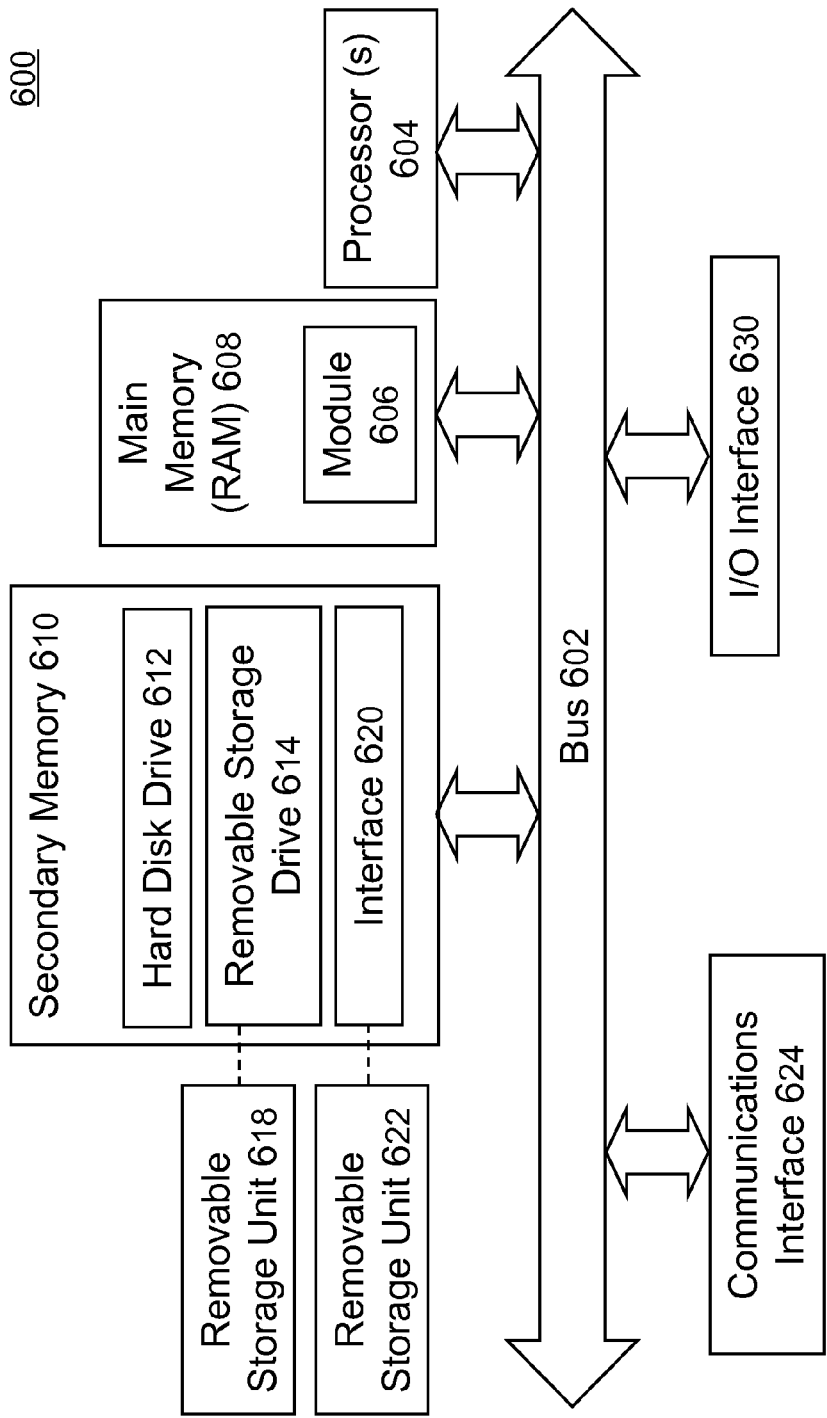 600
Removable
Storage Unit 618
Removable
Storage Unit 622
Secondary Memory 610
Hard Disk Drive 612
Removable Storage
Drive 614
Interface 620
Main
Memory
(RAM) 608
Module
606
Processor (s)
604
Bus 602
Communications
Interface 624
I/O Interface 630